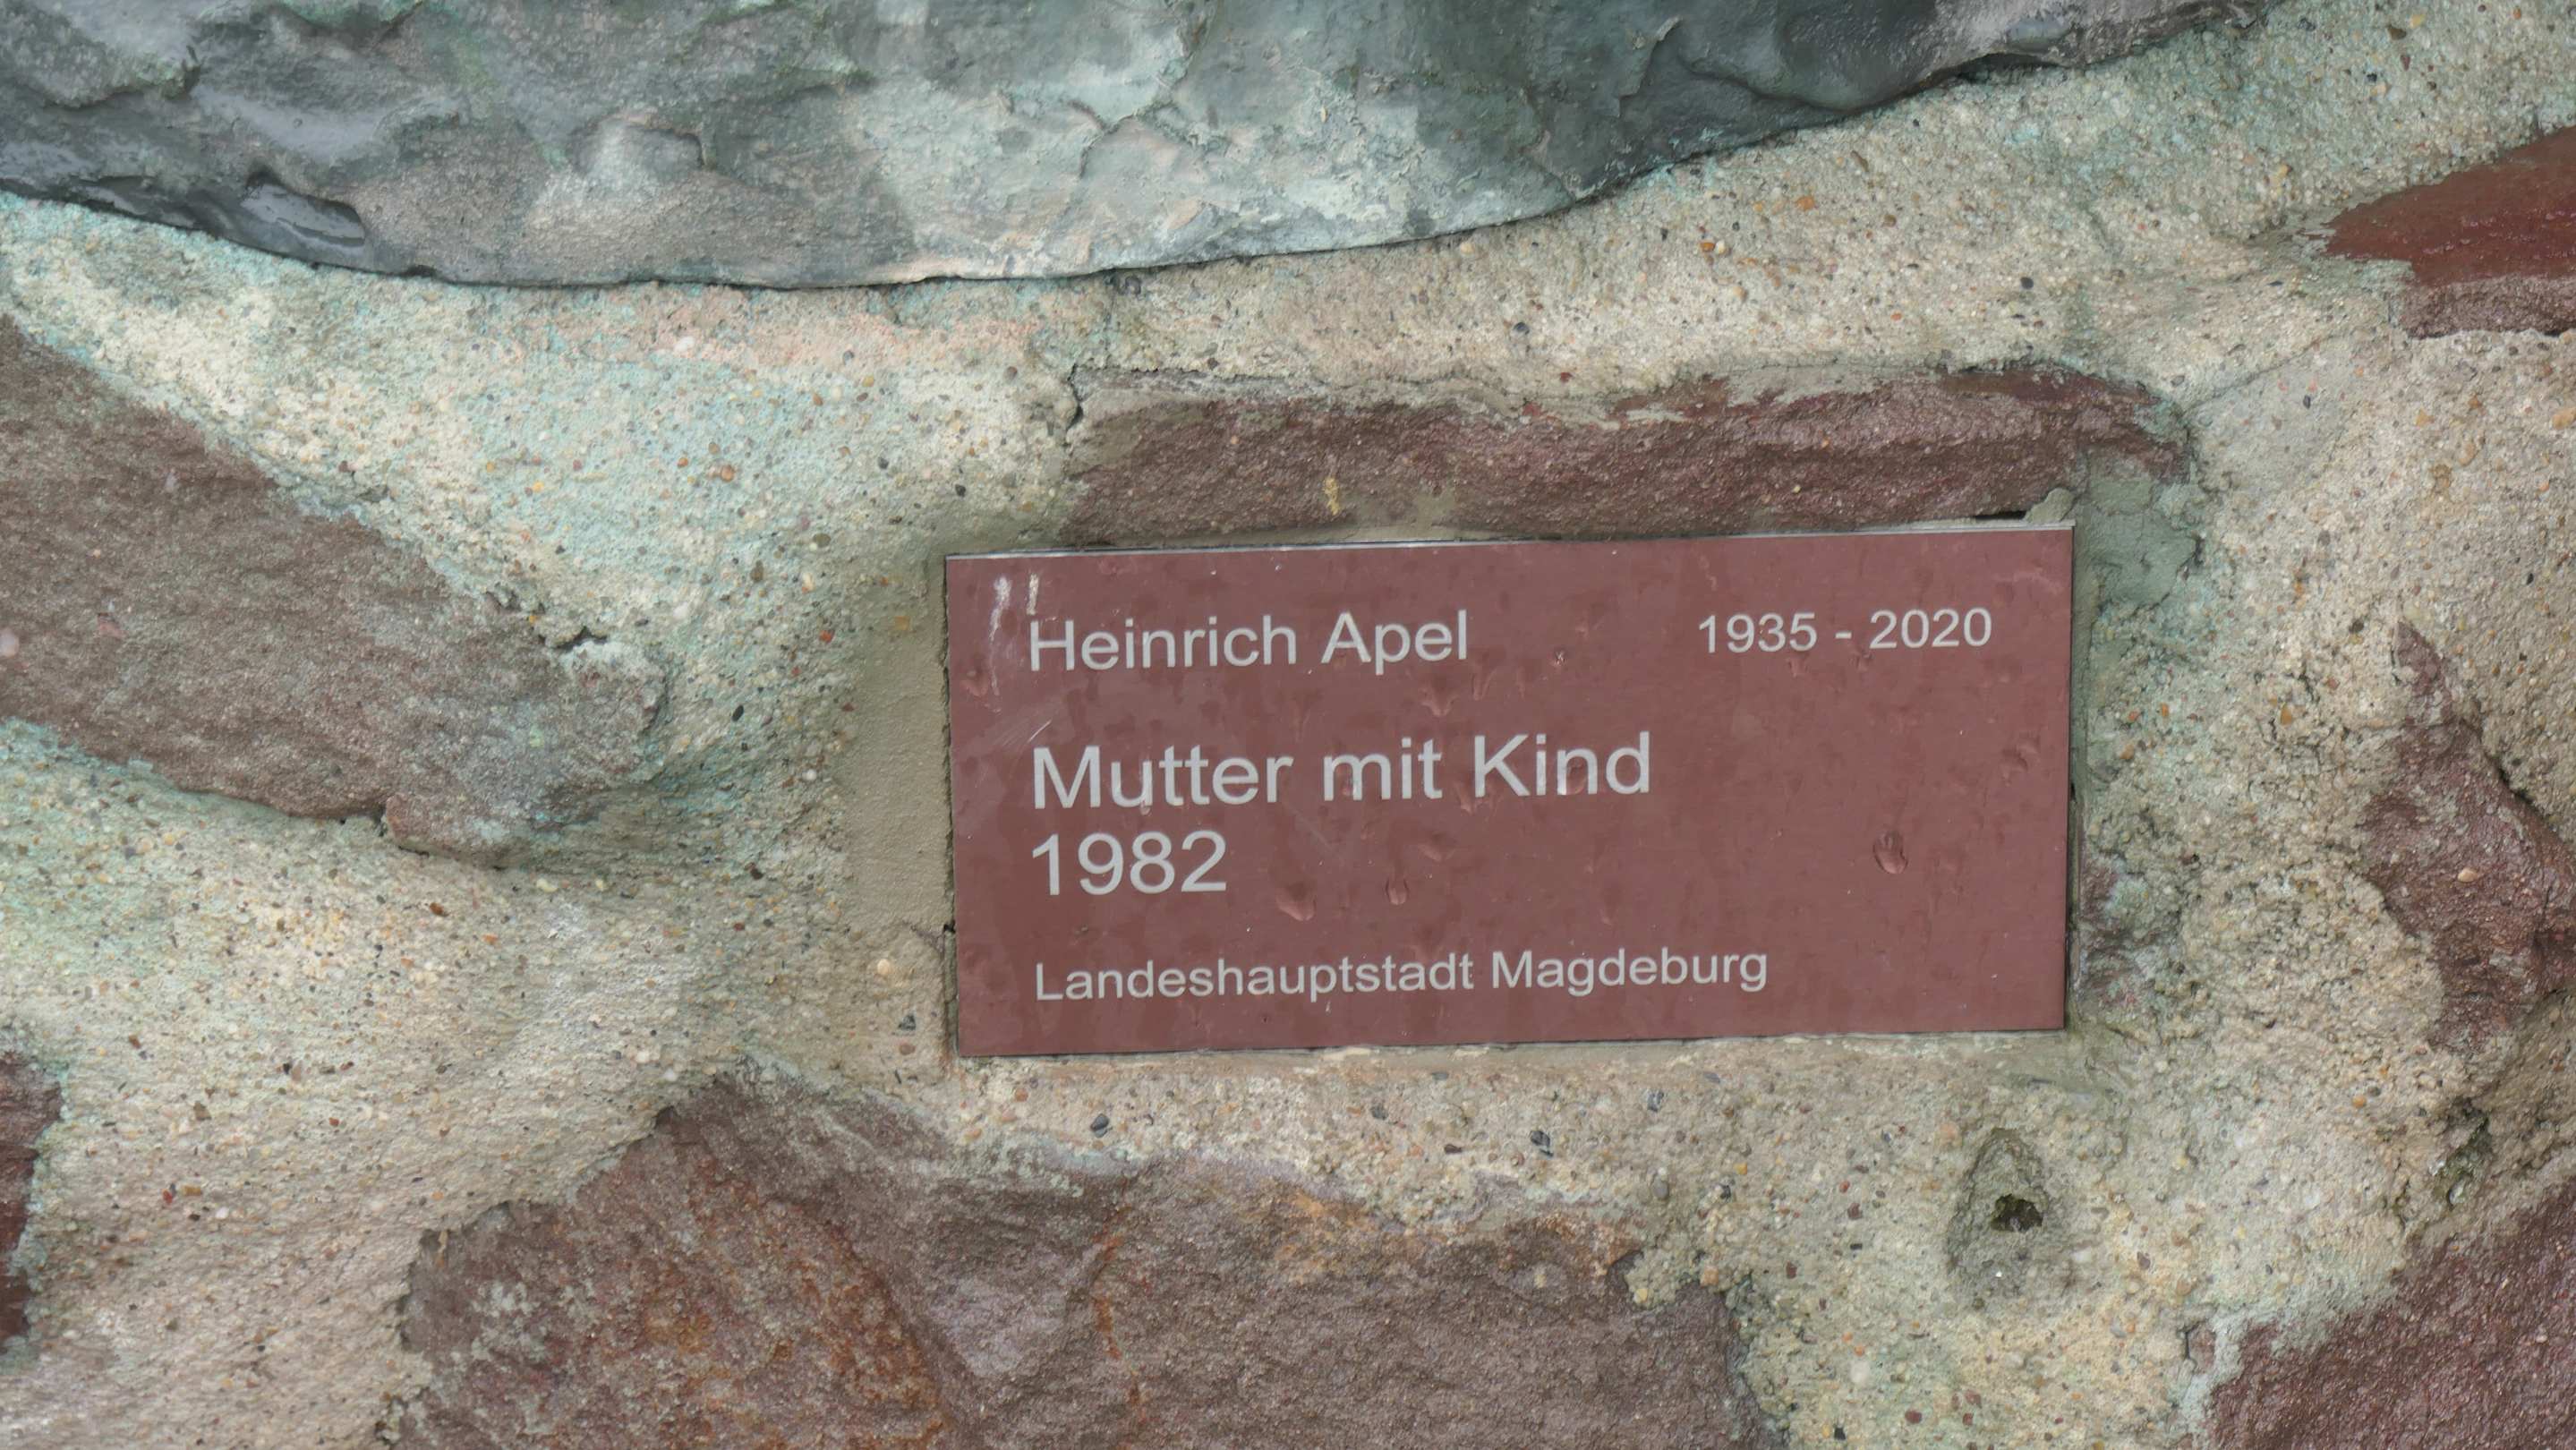 Heinrich Apel 1935 - 2020
Mutter mit Kind
1982
Landeshauptstadt Magdeburg